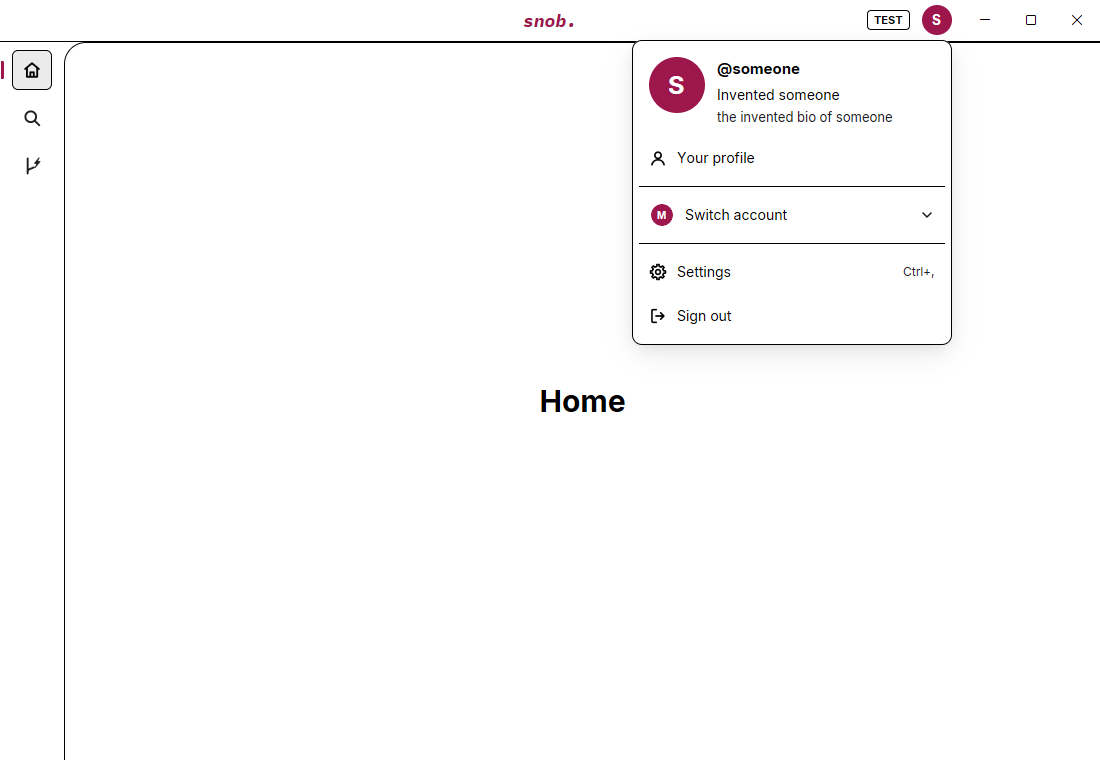 snob.
TEST
S
S
@someone
Invented someone
the invented bio of someone
Your profile
M
Switch account
Settings
Ctrl+,
Sign out
Home